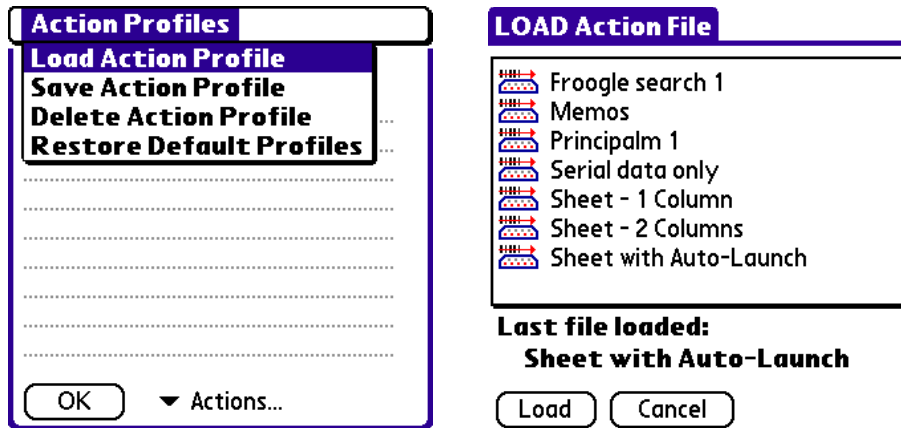 Action Profiles
Load Action Profile
Save Action Profile
Delete Action Profile
Restore Default Profiles
OK
Actions...
LOAD Action File
Froogle search 1
Memos
Principalm 1
Serial data only
Sheet - 1 Column
Sheet - 2 Columns
Sheet with Auto-Launch
Last file loaded:
Sheet with Auto-Launch
Load
Cancel